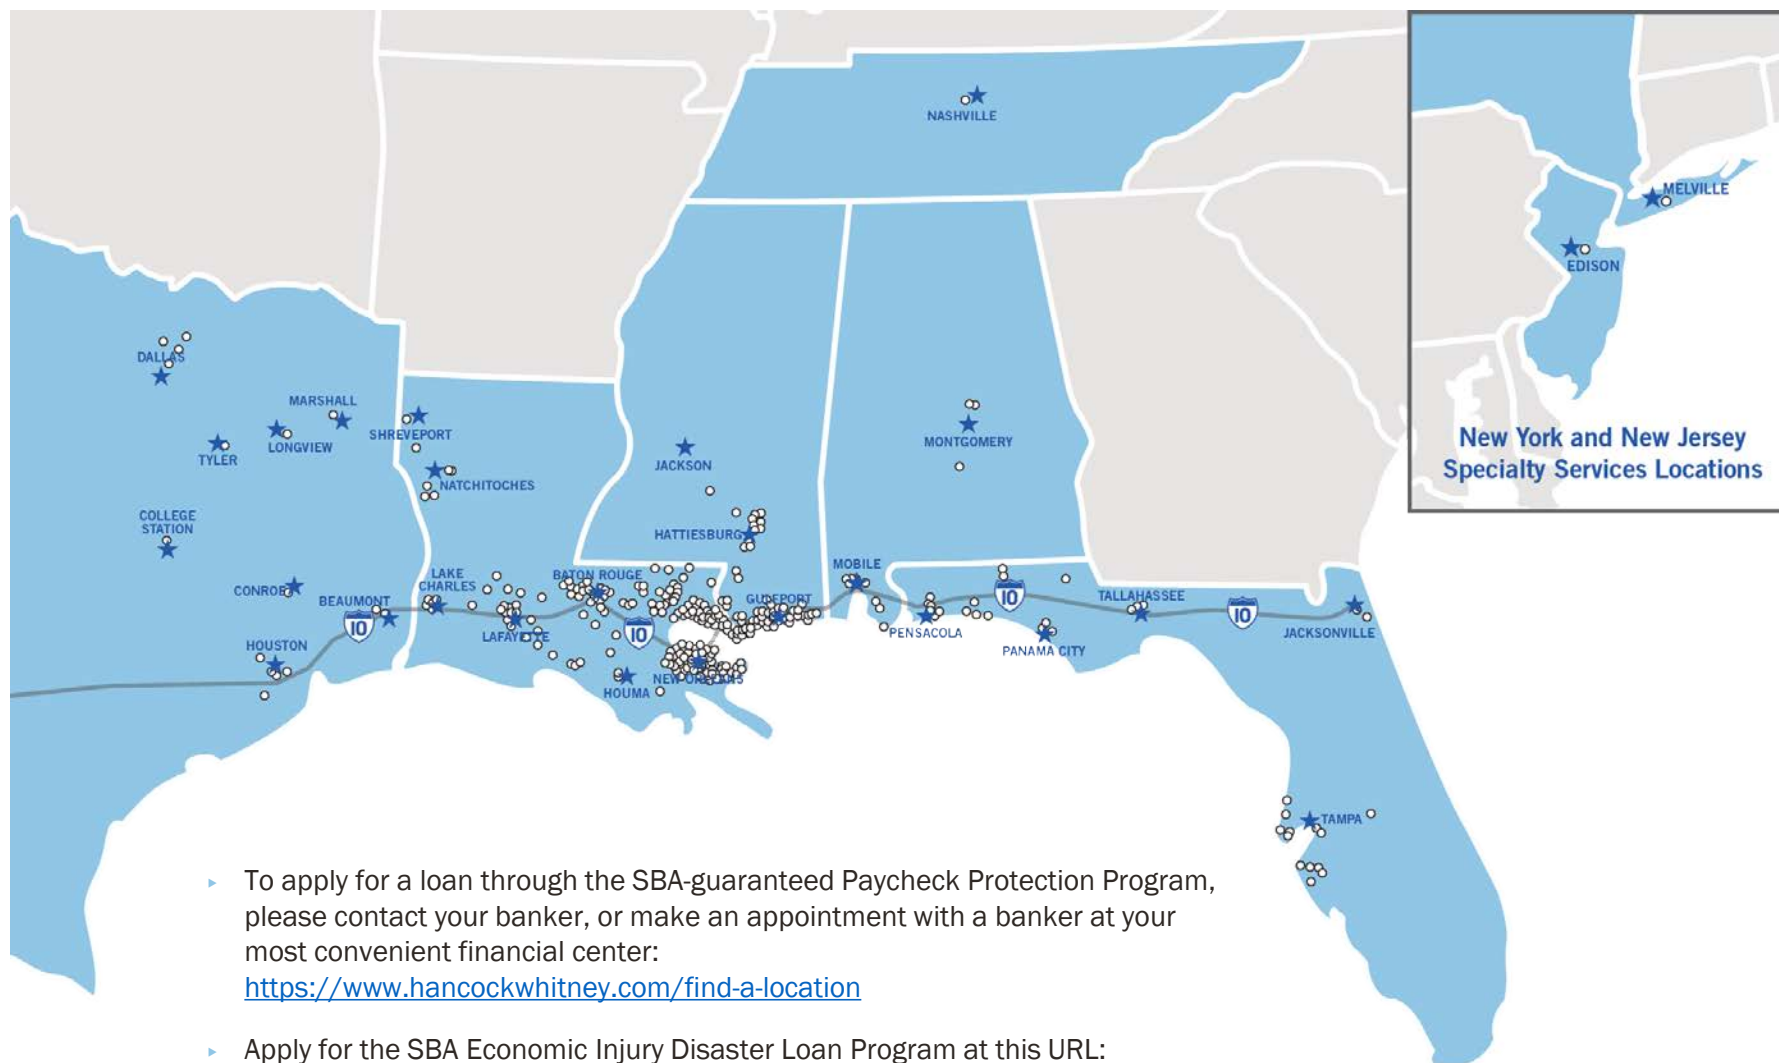 NASHVILLE
MELVILLE
EDISON
New York and New Jersey
Specialty Services Locations
DALLAS
MARSHALL
LONGVIEW
TYLER
SHREVEPORT
NATCHITOCHES
JACKSON
MONTGOMERY
COLLEGE
STATION
HATTIESBURG
CONROE
BEAUMONT
LAKE
CHARLES
BATON ROUGE
GULFPORT
MOBILE
TALLAHASSEE
10
10
10
10
HOUSTON
LAFAYETTE
PENSACOLA
PANAMA CITY
JACKSONVILLE
HOUMA
NEW ORLEANS
TAMPA
To apply for a loan through the SBA-guaranteed Paycheck Protection Program,
please contact your banker, or make an appointment with a banker at your
most convenient financial center:
https://www.hancockwhitney.com/find-a-location
Apply for the SBA Economic Injury Disaster Loan Program at this URL: